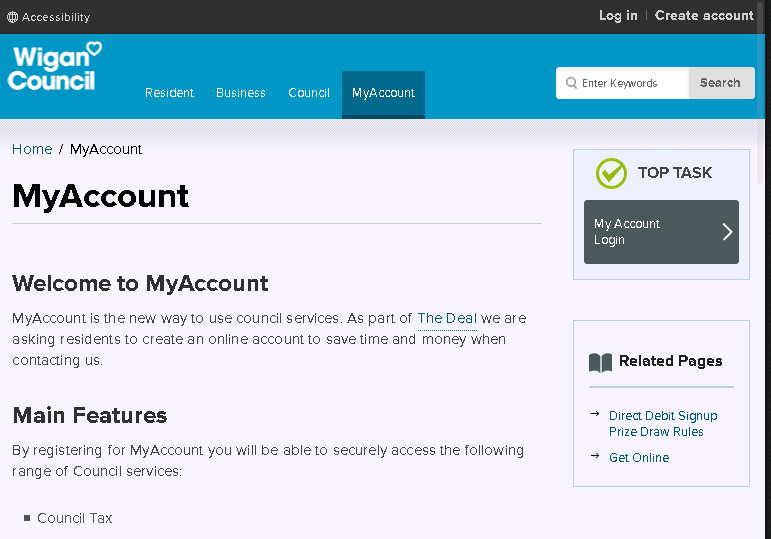 Accessibility
Log in | Create account
Wigan
Council
Resident Business Council MyAccount
Enter Keywords Search
Home / MyAccount
MyAccount
Welcome to MyAccount
MyAccount is the new way to use council services. As part of The Deal we are
asking residents to create an online account to save time and money when
contacting us.
Main Features
By registering for MyAccount you will be able to securely access the following
range of Council services:
Council Tax
TOP TASK
My Account
Login
Related Pages
Direct Debit Signup
Prize Draw Rules
Get Online